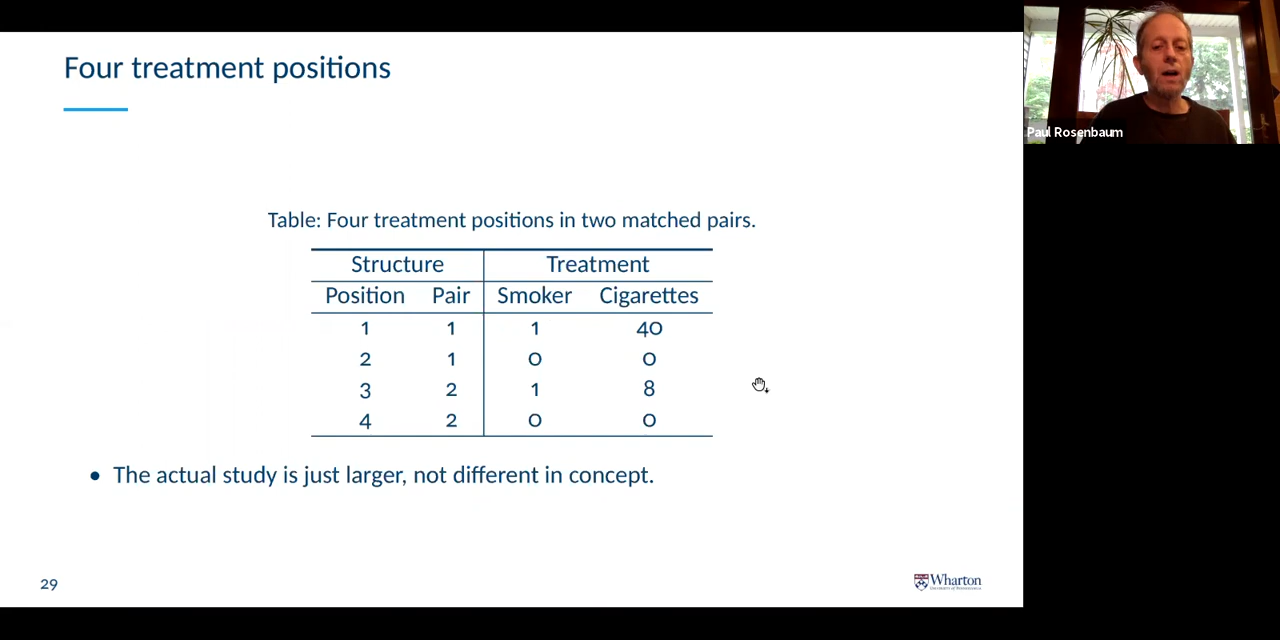 Four treatment positions
Paul Rosenbaum
Table: Four treatment positions in two matched pairs.
Structure Treatment
Position Pair Smoker Cigarettes
1 1 1 40
2 1 0 0
3 2 1 8
4 2 0 0
• The actual study is just larger, not different in concept.
29
Wharton